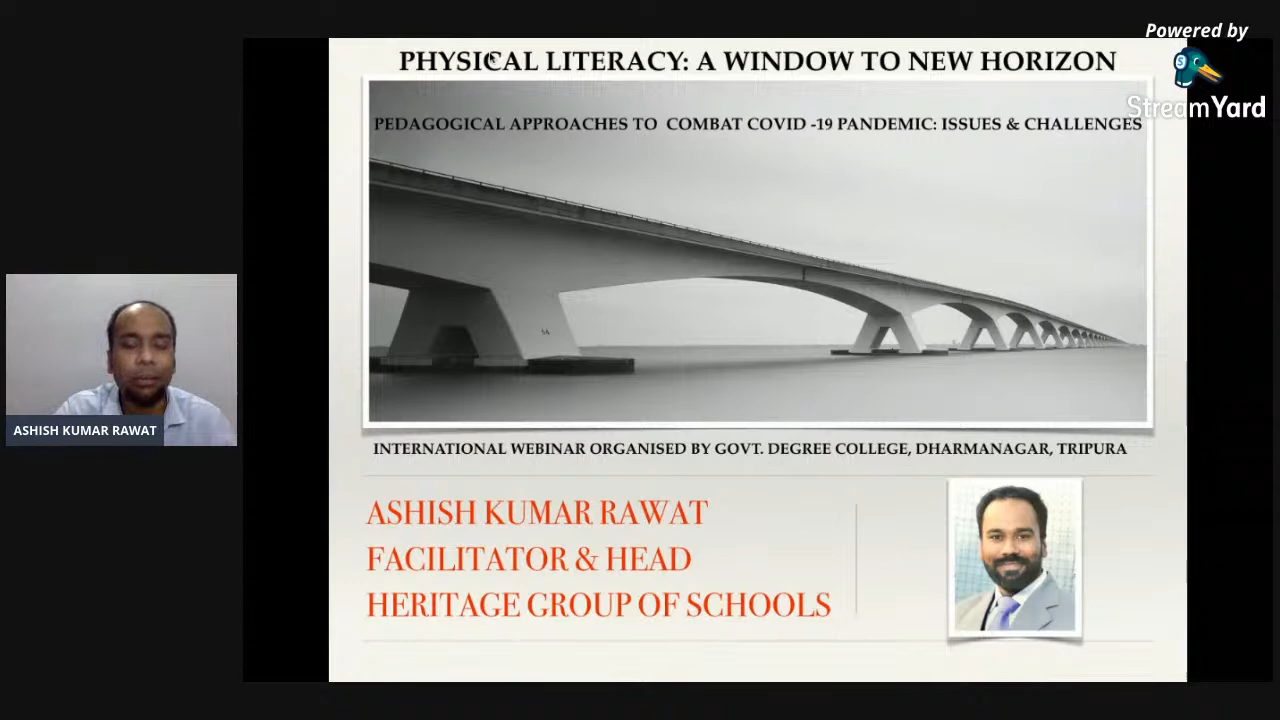 Powered by
StreamYard
PHYSICAL LITERACY: A WINDOW TO NEW HORIZON
PEDAGOGICAL APPROACHES TO COMBAT COVID -19 PANDEMIC: ISSUES & CHALLENGES
54
INTERNATIONAL WEBINAR ORGANISED BY GOVT. DEGREE COLLEGE, DHARMANAGAR, TRIPURA
ASHISH KUMAR RAWAT
FACILITATOR & HEAD
HERITAGE GROUP OF SCHOOLS
ASHISH KUMAR RAWAT